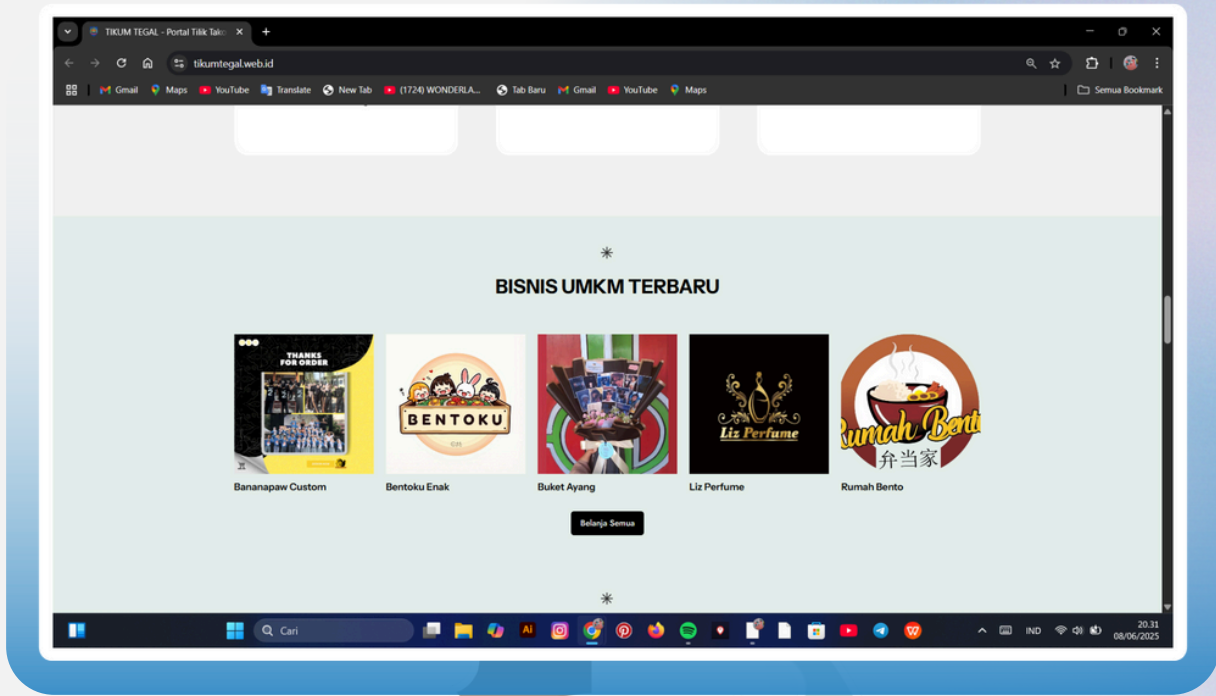 TIKUM TEGAL - Portal Tilik Takn
tikumtegal.web.id
Gmail Maps YouTube Translate New Tab (1724) WONDERLA... Tab Baru Gmail YouTube Maps Semua Bookmark
BISNIS UMKM TERBARU
THANKS
FOR ORDER
BENTOKU
Liz Perfume
Rumah Bento
弁当家
Bananapaw Custom
Bentoku Enak
Buket Ayang
Liz Perfume
Rumah Bento
Belanja Semua
Cari
IND
20.31
08/06/2025